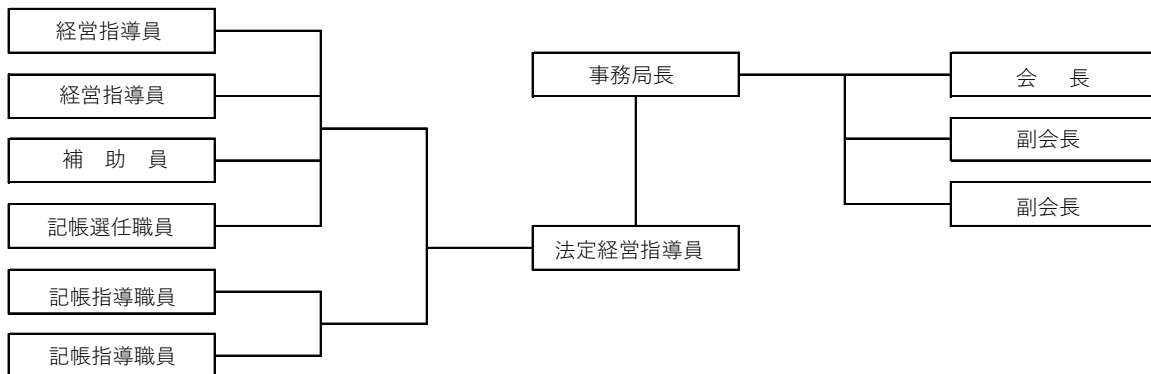 経営指導員
経営指導員
補 助 員
記帳選任職員
記帳指導職員
記帳指導職員
事務局長
法定経営指導員
会 長
副会長
副会長